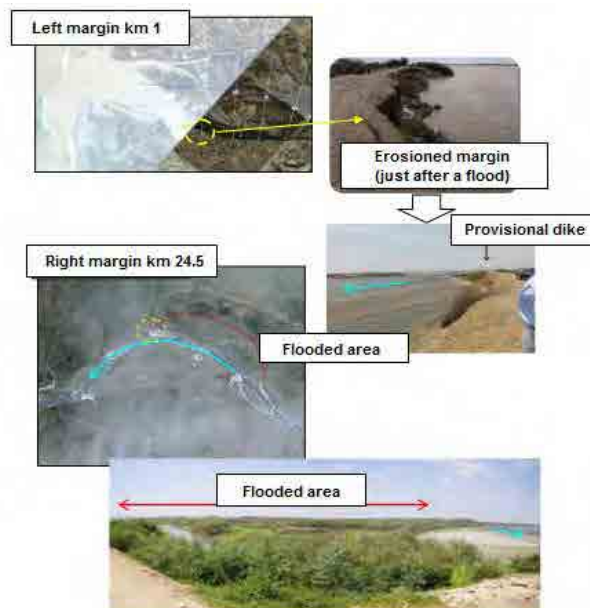 Left margin km 1
Erosioned margin
(just after a flood)
Provisional dike
Right margin km 24.5
Flooded area
Flooded area